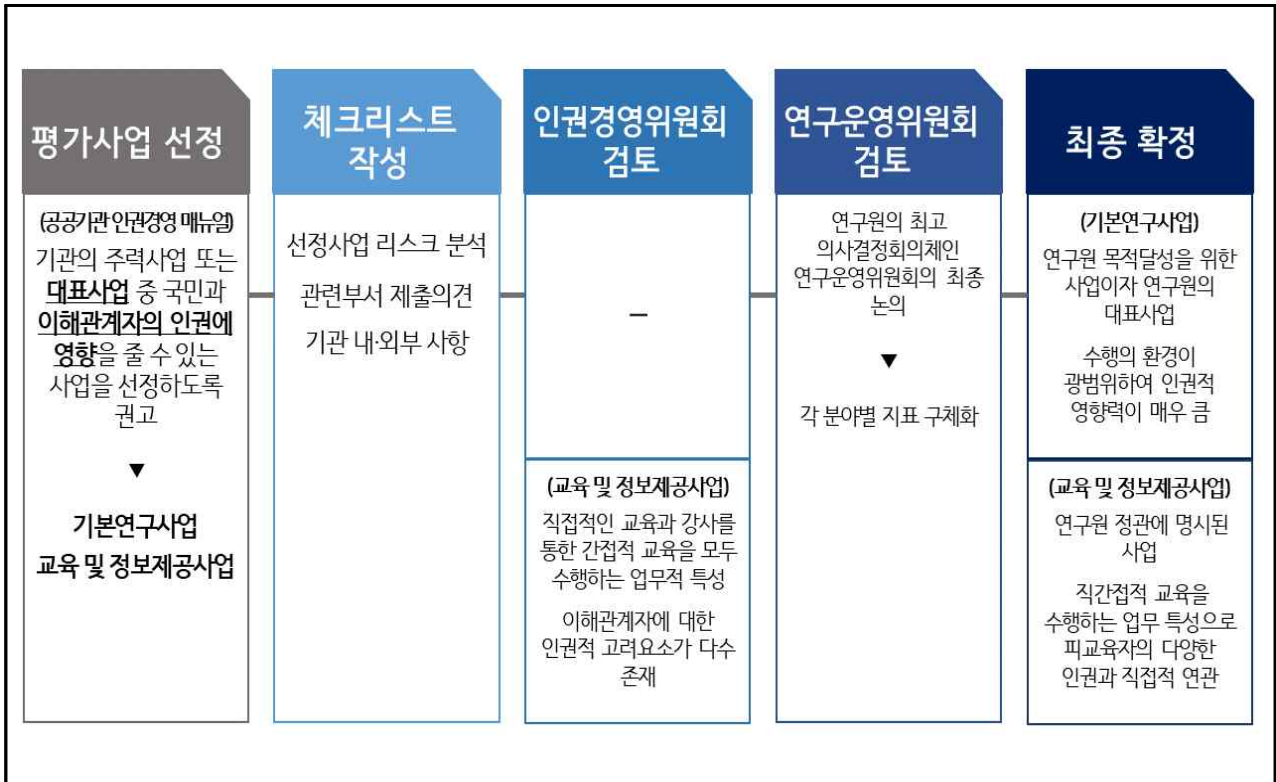 평가사업 선정
(공공기관 인권경영 매뉴얼)
기관의 주력사업 또는
대표사업 중 국민과
이해관계자의 인권에
영향을 줄 수 있는
사업을 선정하도록
권고
▼
기본연구사업
교육 및 정보제공사업
체크리스트
작성
선정사업 리스크 분석
관련부서 제출의견
기관 내·외부 사항
인권경영위원회
검토
–
(교육 및 정보제공사업)
직접적인 교육과 강사를
통한 간접적 교육을 모두
수행하는 업무적 특성
이해관계자에 대한
인권적 고려요소가 다수
존재
연구운영위원회
검토
연구원의 최고
의사결정회의체인
연구운영위원회의 최종
논의
▼
각 분야별 지표 구체화
최종 확정
(기본연구사업)
연구원 목적달성을 위한
사업이자 연구원의
대표사업
수행의 환경이
광범위하여 인권적
영향력이 매우 큼
(교육 및 정보제공사업)
연구원 정관에 명시된
사업
직간접적 교육을
수행하는 업무 특성으로
피교육자의 다양한
인권과 직접적 연관